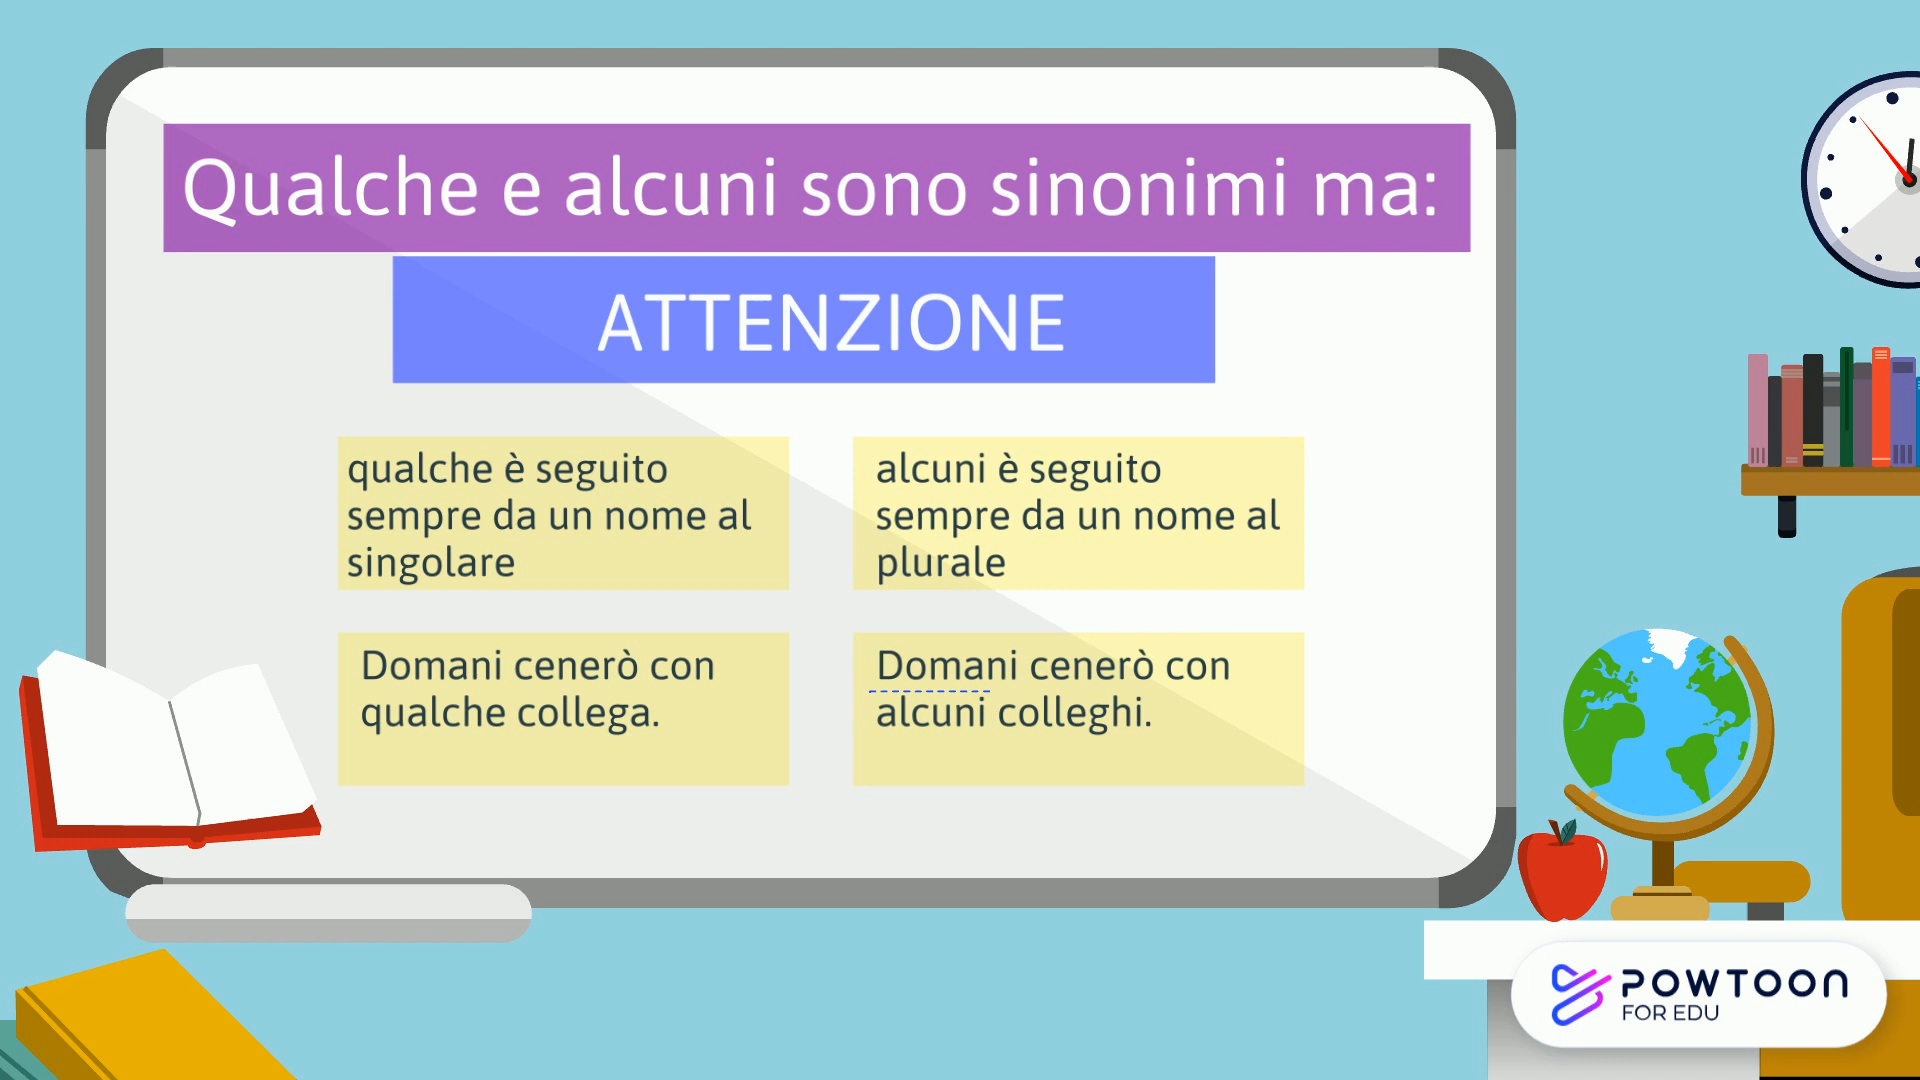 Qualche e alcuni sono sinonimi ma:
ATTENZIONE
qualche è seguito
sempre da un nome al
singolare
alcuni è seguito
sempre da un nome al
plurale
Domani cenerò con
qualche collega.
Domani cenerò con
alcuni colleghi.
POWTOON
FOR EDU